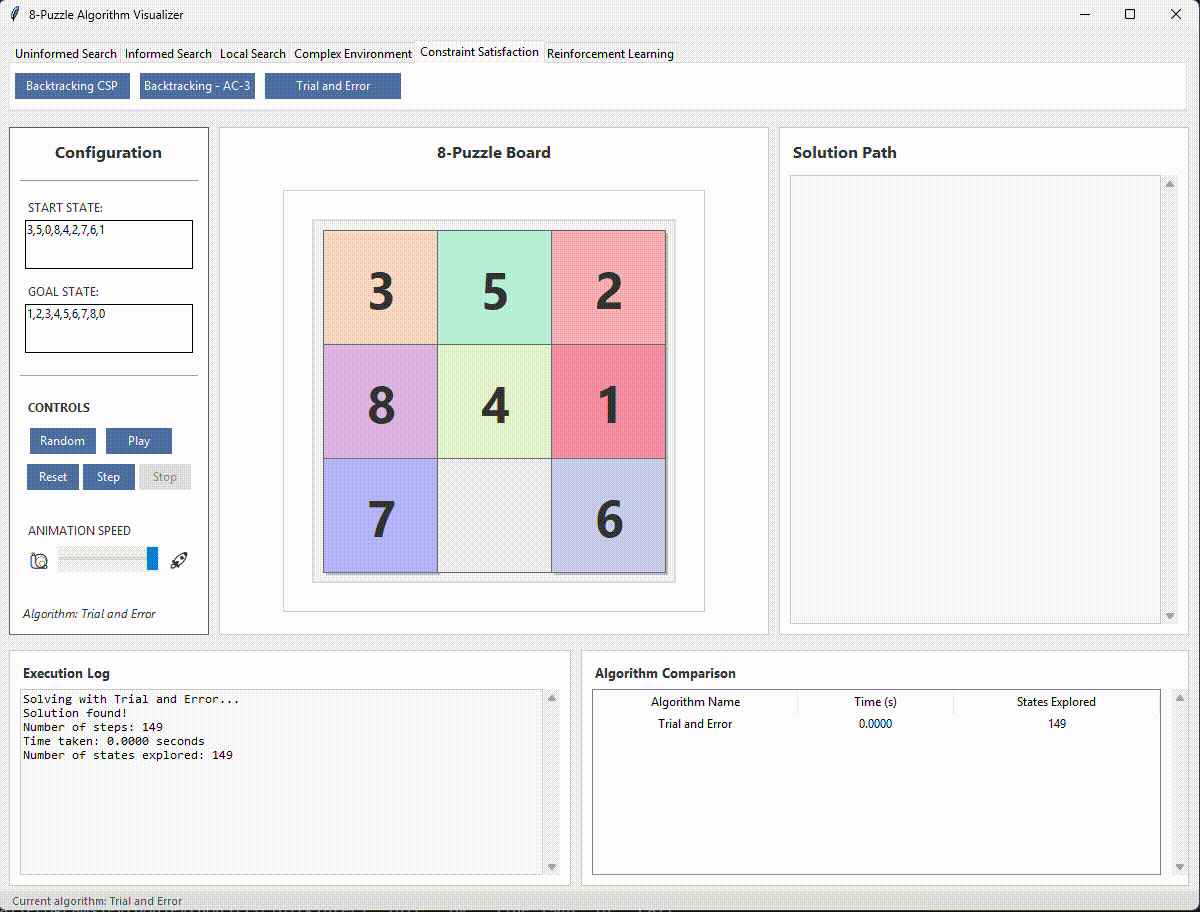 8-Puzzle Algorithm Visualizer
Uninformed Search Informed Search Local Search Complex Environment Constraint Satisfaction Reinforcement Learning
Backtracking CSP Backtracking - AC-3 Trial and Error
Configuration
START STATE:
3,5,0,8,4,2,7,6,1
GOAL STATE:
1,2,3,4,5,6,7,8,0
CONTROLS
Random Play
Reset Step Stop
ANIMATION SPEED
Algorithm: Trial and Error
8-Puzzle Board
3 5 2
8 4 1
7 6
Solution Path
Execution Log
Solving with Trial and Error...
Solution found!
Number of steps: 149
Time taken: 0.0000 seconds
Number of states explored: 149
Algorithm Comparison
Algorithm Name Time (s) States Explored
Trial and Error 0.0000 149
Current algorithm: Trial and Error